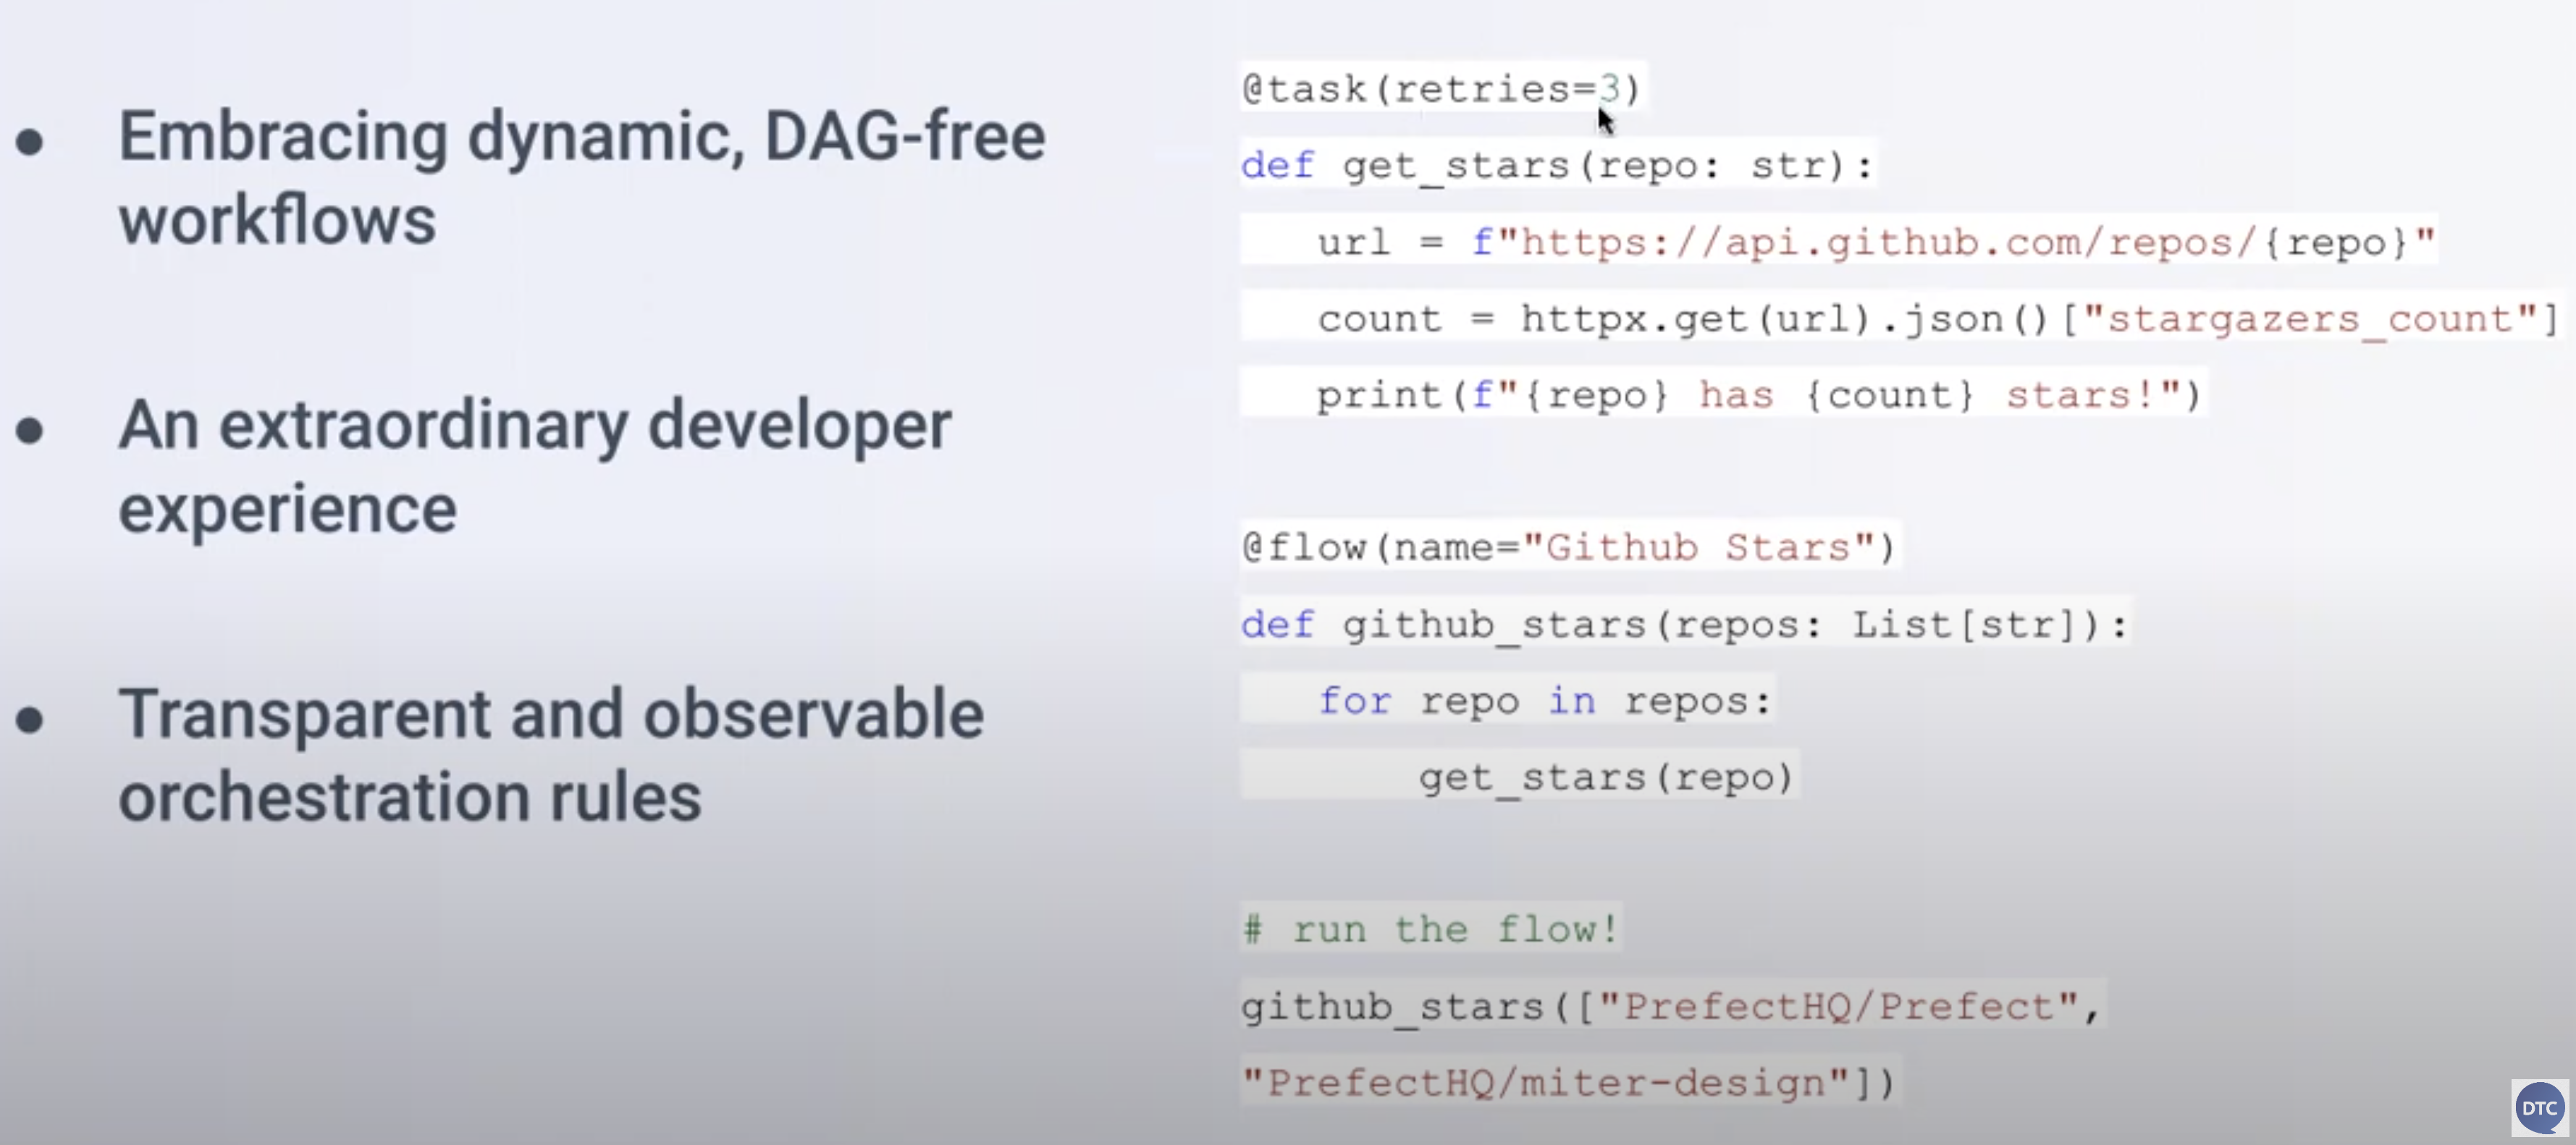 ● Embracing dynamic, DAG-free
workflows
● An extraordinary developer
experience
● Transparent and observable
orchestration rules
@task(retries=3)
def get_stars(repo: str):
   url = f"https://api.github.com/repos/{repo}"
   count = httpx.get(url).json()["stargazers_count"]
   print(f"{repo} has {count} stars!")
@flow(name="Github Stars")
def github_stars(repos: List[str]):
   for repo in repos:
       get_stars(repo)
# run the flow!
github_stars(["PrefectHQ/Prefect",
"PrefectHQ/miter-design"])
DTC